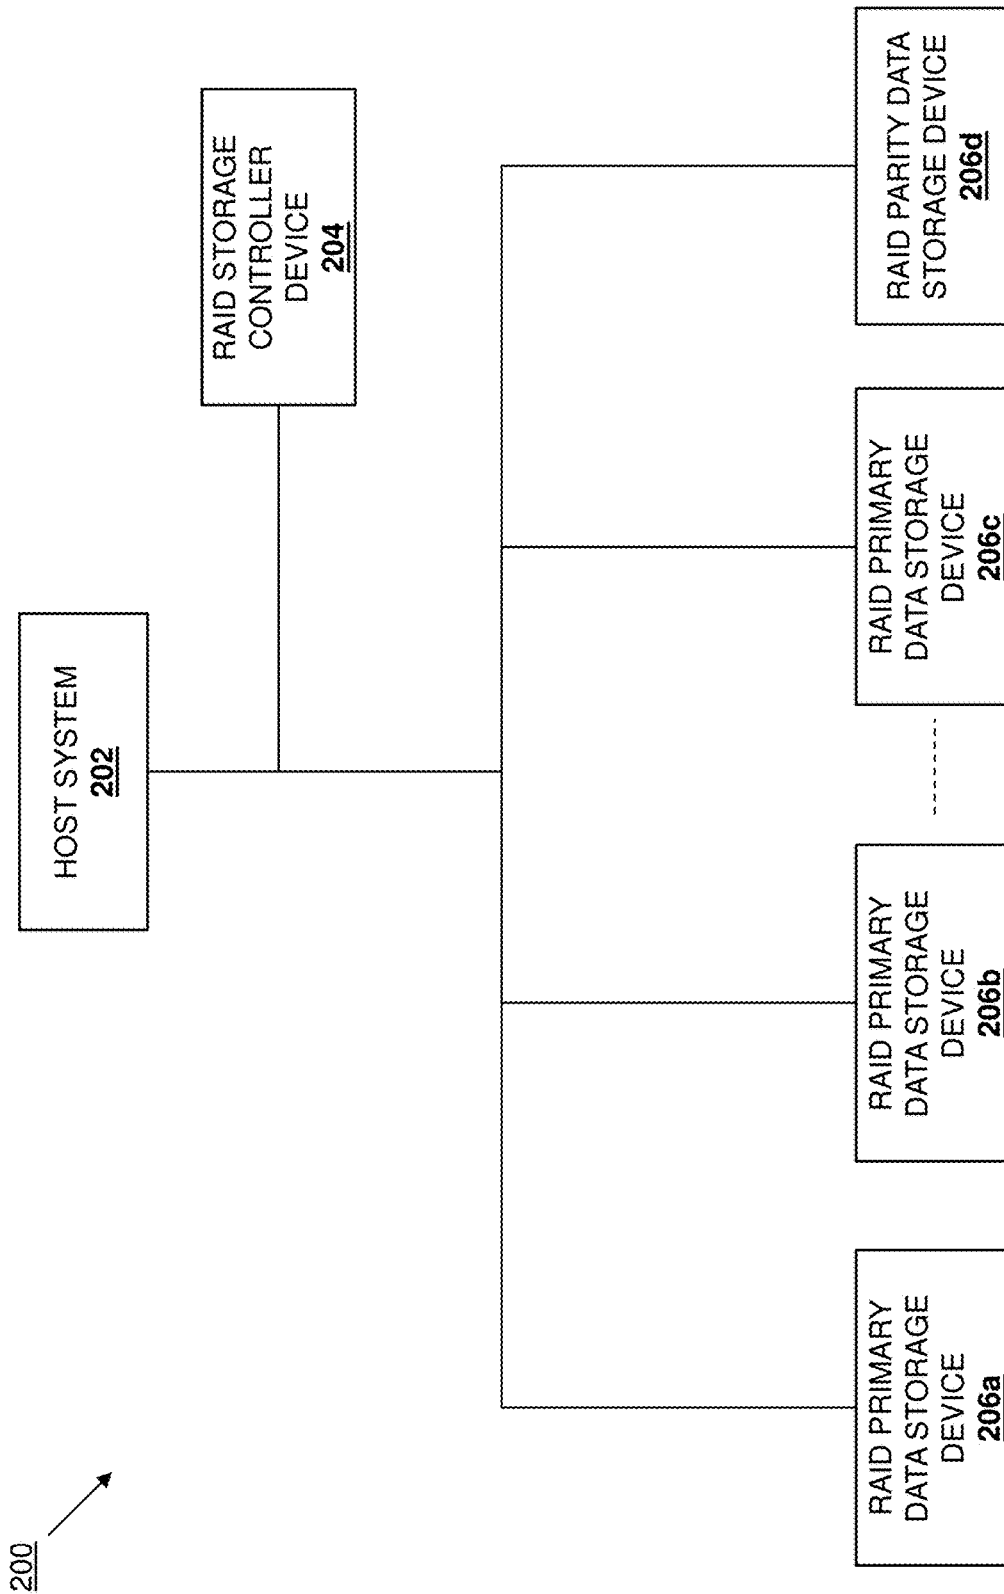 200
HOST SYSTEM
202
RAID STORAGE
CONTROLLER
DEVICE
204
RAID PRIMARY
DATA STORAGE
DEVICE
206a
RAID PRIMARY
DATA STORAGE
DEVICE
206b
RAID PRIMARY
DATA STORAGE
DEVICE
206c
RAID PARITY DATA
STORAGE DEVICE
206d